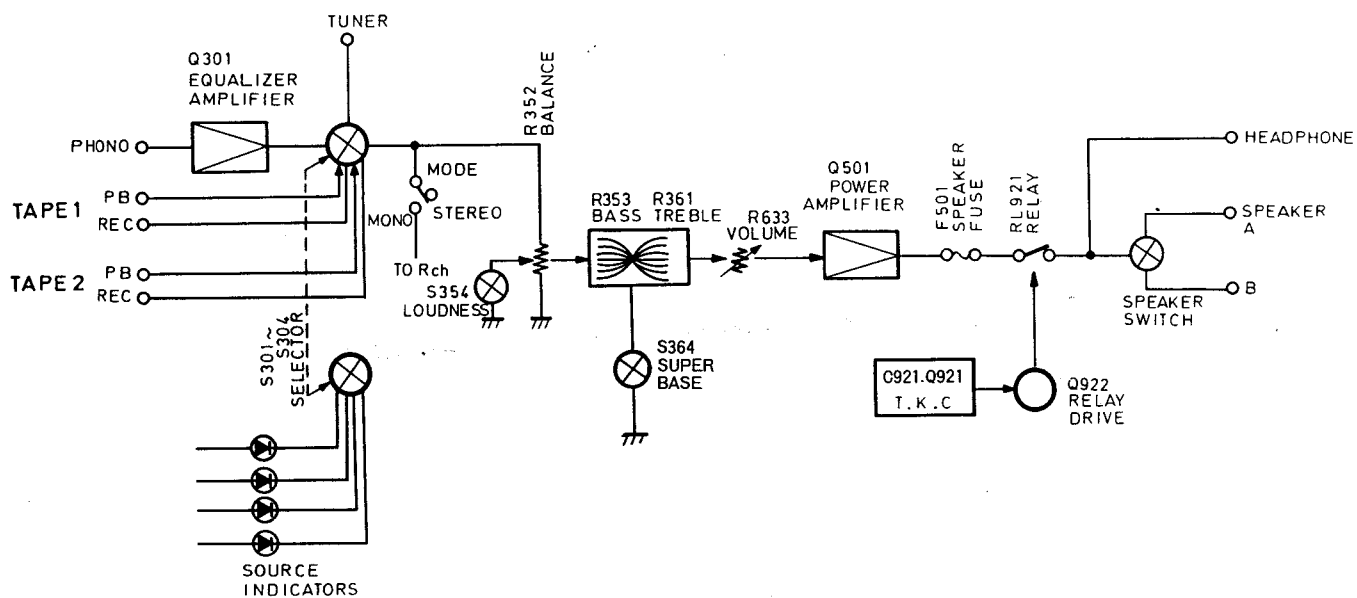 TUNER
Q301
EQUALIZER
AMPLIFIER
PHONO
TAPE 1
PB
REC
TAPE 2
PB
REC
MODE
MONO
STEREO
TO Rch
R352
BALANCE
S354
LOUDNESS
R353
BASS
R361
TREBLE
R633
VOLUME
Q501
POWER
AMPLIFIER
F501
SPEAKER
FUSE
RL921
RELAY
HEADPHONE
SPEAKER
A
B
SPEAKER
SWITCH
S301~
S304
SELECTOR
S364
SUPER
BASE
C921.Q921
T.K.C
Q922
RELAY
DRIVE
SOURCE
INDICATORS